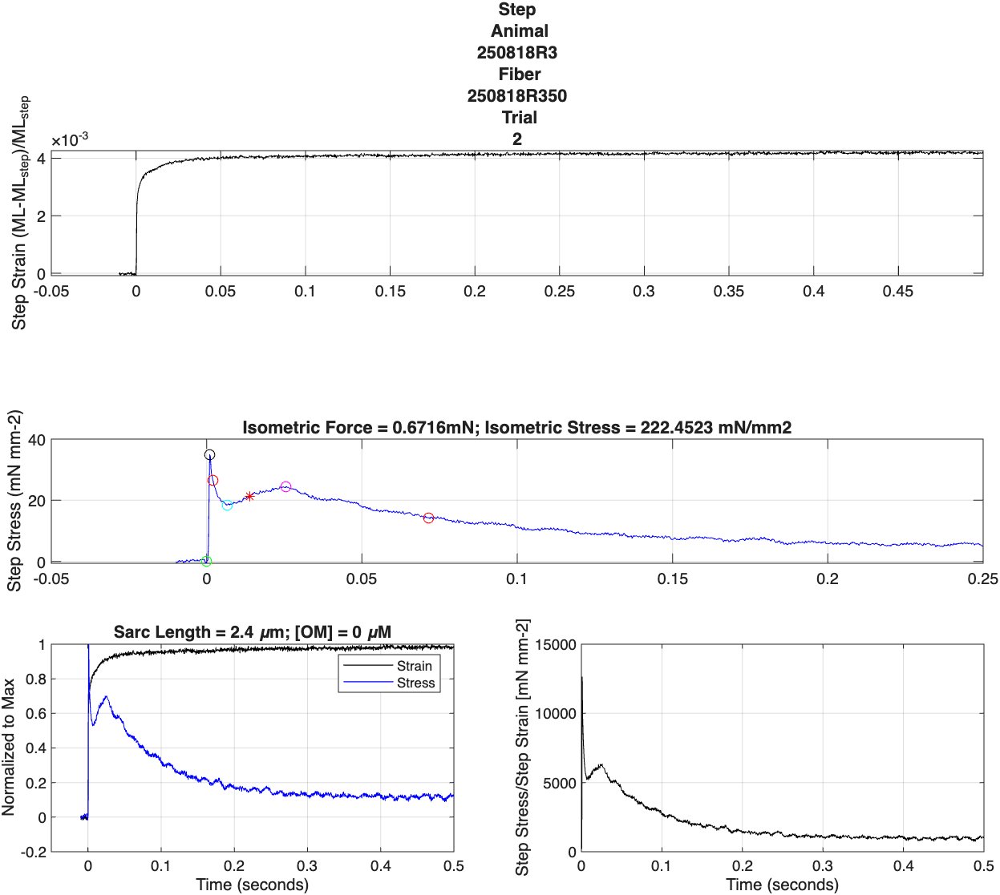 Step
Animal
250818R3
Fiber
250818R350
Trial
2
×10-3
Step Strain (ML-MLstep)/MLstep
4
2
0
-0.05 0 0.05 0.1 0.15 0.2 0.25 0.3 0.35 0.4 0.45
Isometric Force = 0.6716mN; Isometric Stress = 222.4523 mN/mm2
Step Stress (mN mm-2)
40
20
0
-0.05 0 0.05 0.1 0.15 0.2 0.25
Sarc Length = 2.4 µm; [OM] = 0 µM
Normalized to Max
1
0.8
0.6
0.4
0.2
0
-0.2
Strain
Stress
0 0.1 0.2 0.3 0.4 0.5
Time (seconds)
Step Stress/Step Strain [mN mm-2]
15000
10000
5000
0
0 0.1 0.2 0.3 0.4 0.5
Time (seconds)